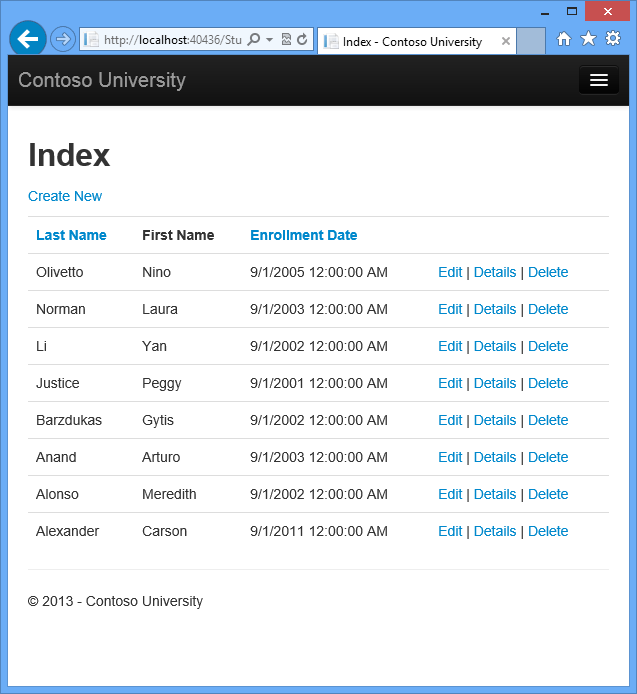 http://localhost:40436/Stu
Index - Contoso University
Contoso University
Index
Create New
Last Name First Name Enrollment Date
Olivetto Nino 9/1/2005 12:00:00 AM Edit | Details | Delete
Norman Laura 9/1/2003 12:00:00 AM Edit | Details | Delete
Li Yan 9/1/2002 12:00:00 AM Edit | Details | Delete
Justice Peggy 9/1/2001 12:00:00 AM Edit | Details | Delete
Barzdukas Gytis 9/1/2002 12:00:00 AM Edit | Details | Delete
Anand Arturo 9/1/2003 12:00:00 AM Edit | Details | Delete
Alonso Meredith 9/1/2002 12:00:00 AM Edit | Details | Delete
Alexander Carson 9/1/2011 12:00:00 AM Edit | Details | Delete
© 2013 - Contoso University